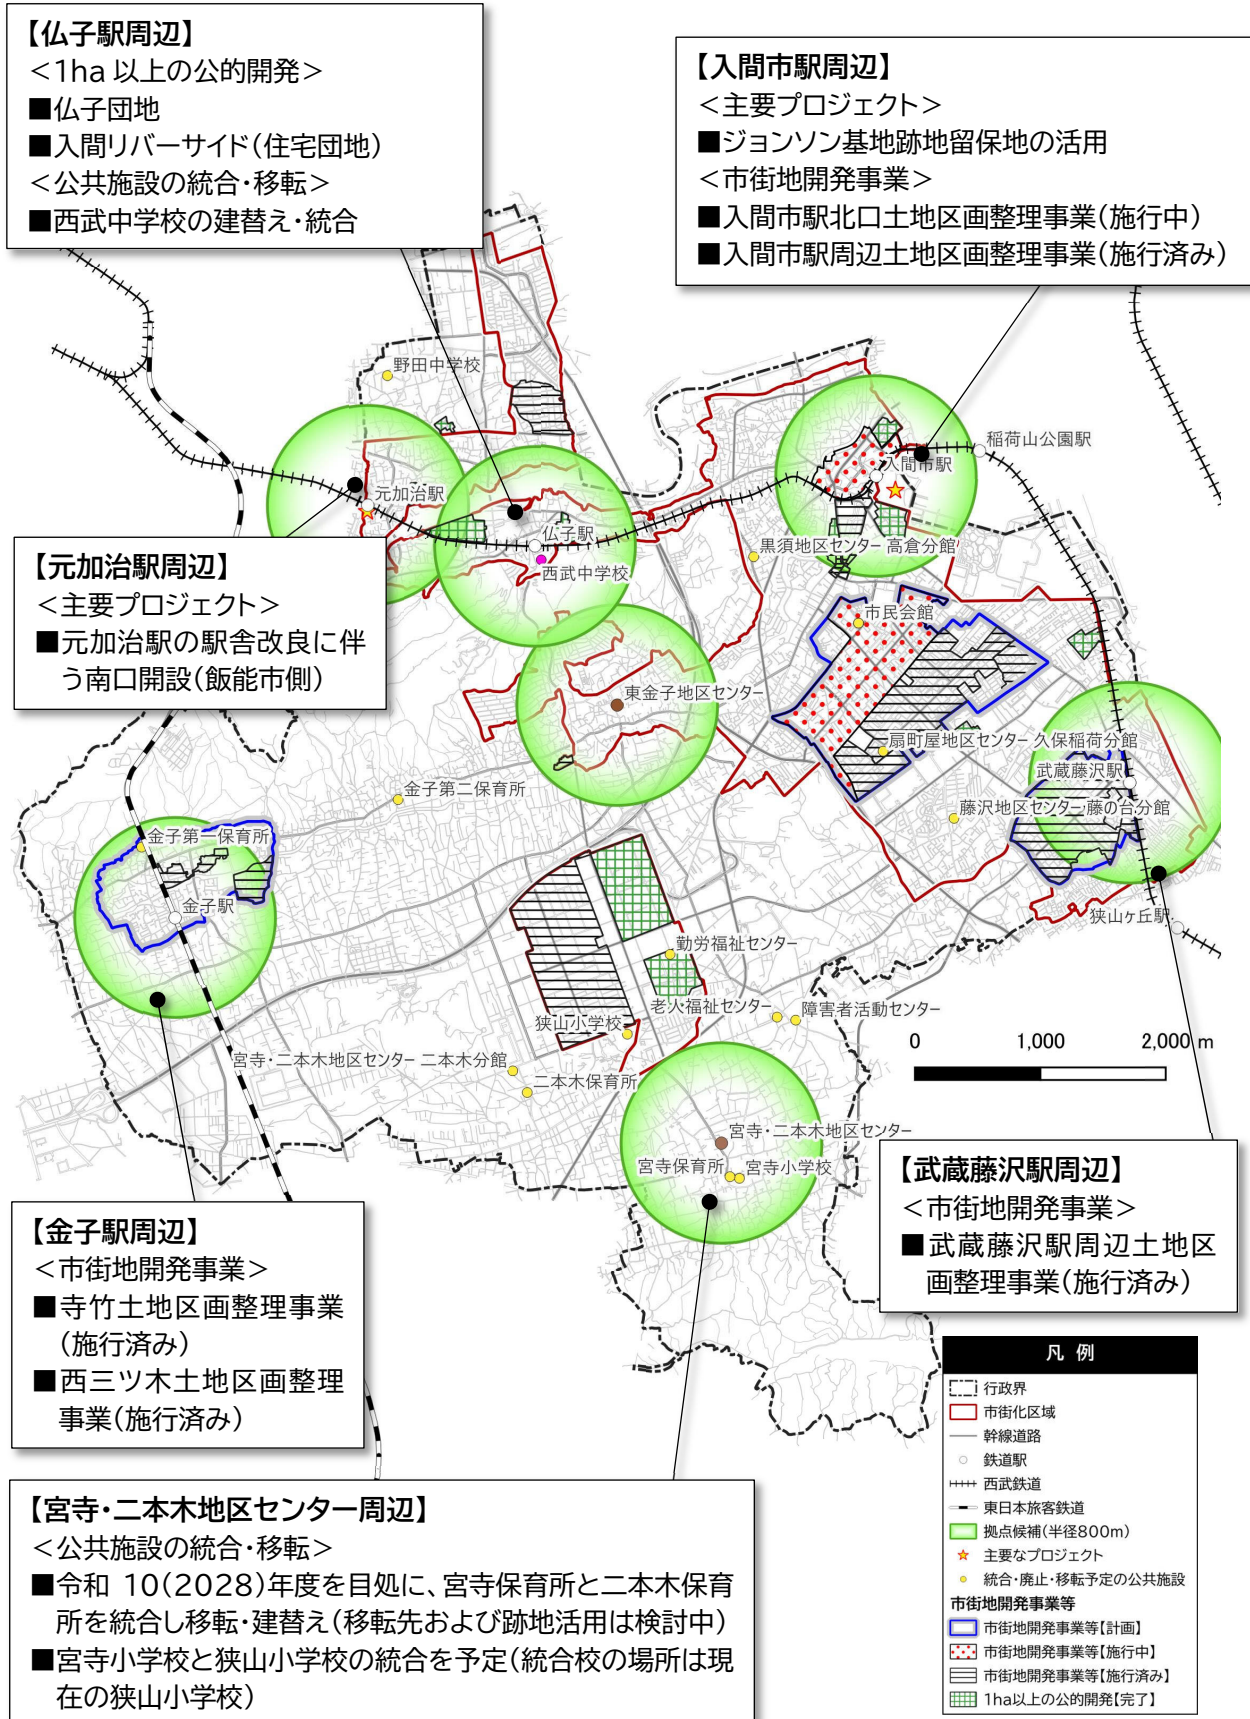 【仏子駅周辺】
＜1ha 以上の公的開発＞
■仏子団地
■入間リバーサイド(住宅団地)
＜公共施設の統合・移転＞
■西武中学校の建替え・統合
【入間市駅周辺】
＜主要プロジェクト＞
■ジョンソン基地跡地留保地の活用
＜市街地開発事業＞
■入間市駅北口土地区画整理事業(施行中)
■入間市駅周辺土地区画整理事業(施行済み)
野田中学校
稲荷山公園駅
入間市駅
元加治駅
仏子駅
西武中学校
黒須地区センター 高倉分館
【元加治駅周辺】
＜主要プロジェクト＞
■元加治駅の駅舎改良に伴
う南口開設(飯能市側)
市民会館
東金子地区センター
扇町屋地区センター 久保稲荷分館
武蔵藤沢駅
金子第二保育所
藤沢地区センター 藤の台分館
金子第一保育所
金子駅
狭山ヶ丘駅
勤労福祉センター
老人福祉センター
障害者活動センター
狭山小学校
宮寺・二本木地区センター 二本木分館
二本木保育所
0 1,000 2,000 m
宮寺・二本木地区センター
宮寺保育所
宮寺小学校
【武蔵藤沢駅周辺】
＜市街地開発事業＞
■武蔵藤沢駅周辺土地区
画整理事業(施行済み)
【金子駅周辺】
＜市街地開発事業＞
■寺竹土地区画整理事業
(施行済み)
■西三ツ木土地区画整理
事業(施行済み)
【宮寺・二本木地区センター周辺】
＜公共施設の統合・移転＞
■令和 10(2028)年度を目処に、宮寺保育所と二本木保育
所を統合し移転・建替え(移転先および跡地活用は検討中)
■宮寺小学校と狭山小学校の統合を予定(統合校の場所は現
在の狭山小学校)
凡 例
行政界
市街化区域
幹線道路
鉄道駅
西武鉄道
東日本旅客鉄道
拠点候補(半径800m)
主要なプロジェクト
統合・廃止・移転予定の公共施設
市街地開発事業等
市街地開発事業等【計画】
市街地開発事業等【施行中】
市街地開発事業等【施行済み】
1ha以上の公的開発【完了】